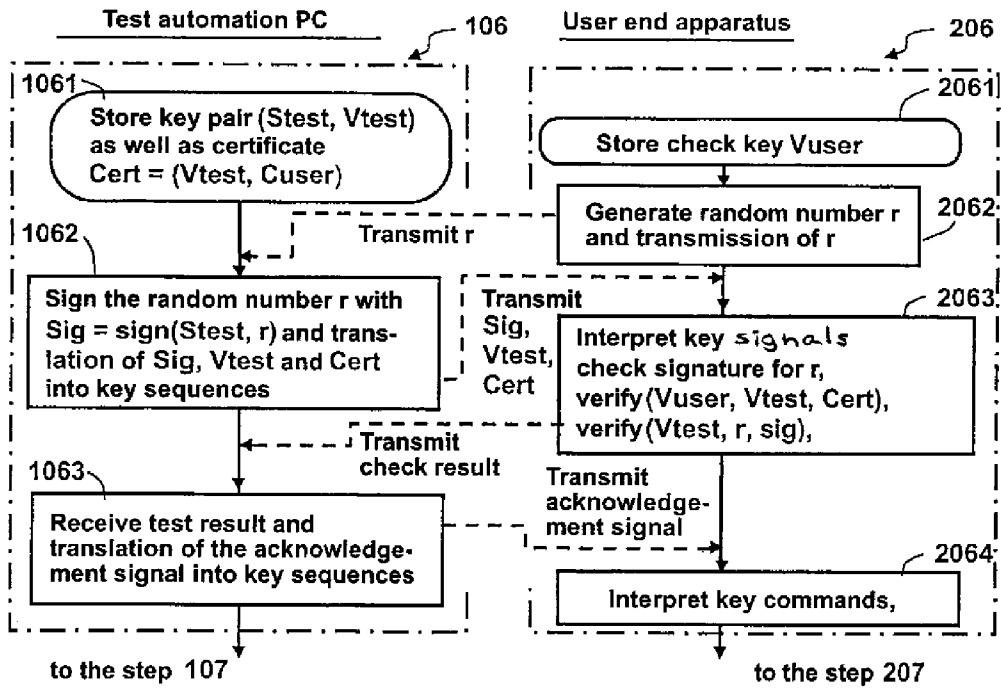 Test automation PC
106
1061
Store key pair (Stest, Vtest)
as well as certificate
Cert = (Vtest, Cuser)
1062
Sign the random number r with
Sig = sign(Stest, r) and trans-
lation of Sig, Vtest and Cert
into key sequences
1063
Receive test result and
translation of the acknowledge-
ment signal into key sequences
to the step 107
Transmit r
Transmit
Sig,
Vtest,
Cert
Transmit
check result
Transmit
acknowledge-
ment signal
User end apparatus
206
2061
Store check key Vuser
2062
Generate random number r
and transmission of r
2063
Interpret key signals
check signature for r,
verify(Vuser, Vtest, Cert),
verify(Vtest, r, sig),
2064
Interpret key commands,
to the step 207